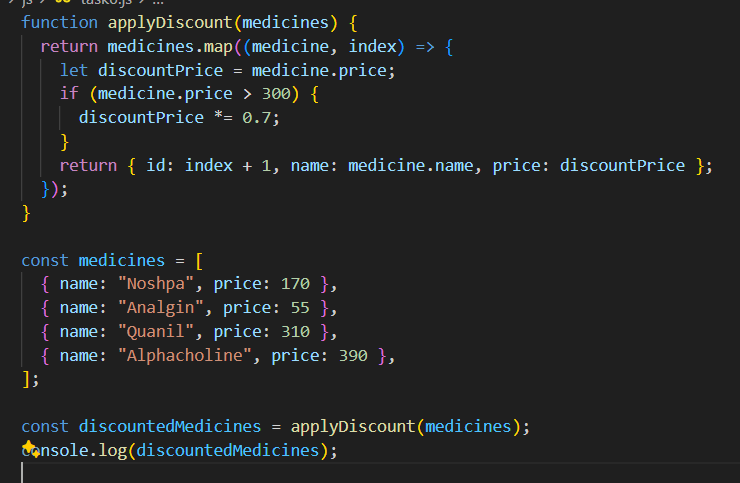 js
task6.js
...
function applyDiscount(medicines) {
  return medicines.map((medicine, index) => {
    let discountPrice = medicine.price;
    if (medicine.price > 300) {
      discountPrice *= 0.7;
    }
    return { id: index + 1, name: medicine.name, price: discountPrice };
  });
}
const medicines = [
  { name: "Noshpa", price: 170 },
  { name: "Analgin", price: 55 },
  { name: "Quanil", price: 310 },
  { name: "Alphacholine", price: 390 },
];
const discountedMedicines = applyDiscount(medicines);
console.log(discountedMedicines);